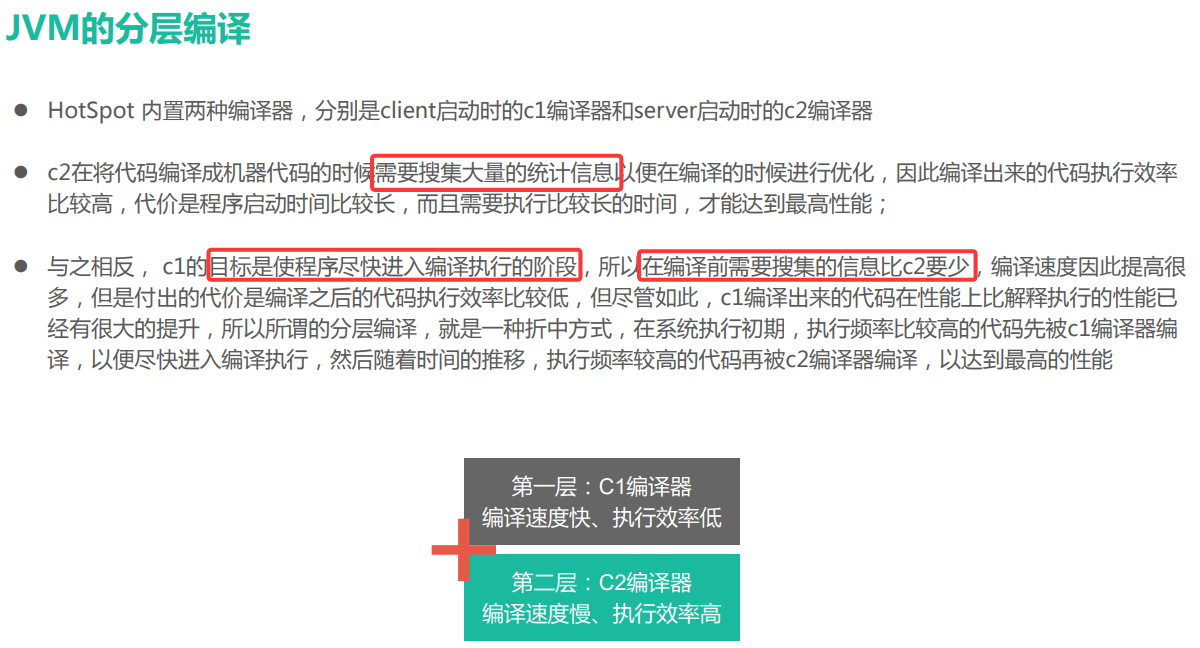 JVM的分层编译
● HotSpot 内置两种编译器，分别是client启动时的c1编译器和server启动时的c2编译器
● c2在将代码编译成机器代码的时候需要搜集大量的统计信息以便在编译的时候进行优化，因此编译出来的代码执行效率
比较高，代价是程序启动时间比较长，而且需要执行比较长的时间，才能达到最高性能；
● 与之相反， c1的目标是使程序尽快进入编译执行的阶段，所以在编译前需要搜集的信息比c2要少，编译速度因此提高很
多，但是付出的代价是编译之后的代码执行效率比较低，但尽管如此，c1编译出来的代码在性能上比解释执行的性能已
经有很大的提升，所以所谓的分层编译，就是一种折中方式，在系统执行初期，执行频率比较高的代码先被c1编译器编
译，以便尽快进入编译执行，然后随着时间的推移，执行频率较高的代码再被c2编译器编译，以达到最高的性能
第一层：C1编译器
编译速度快、执行效率低
第二层：C2编译器
编译速度慢、执行效率高